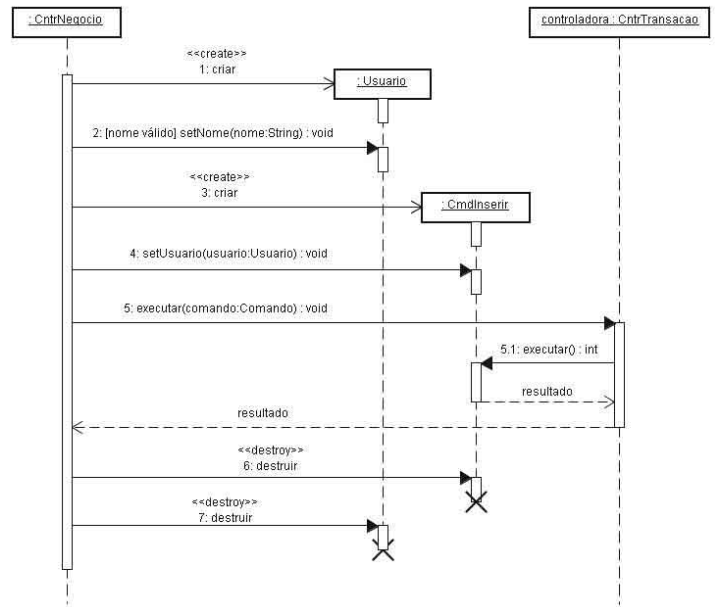 : CntrNegocio
controladora : CntrTransacao
<<create>>
1: criar
: Usuario
2: [nome válido] setNome(nome:String) : void
<<create>>
3: criar
: CmdInserir
4: setUsuario(usuario:Usuario) : void
5: executar(comando:Comando) : void
5.1: executar() : int
resultado
resultado
<<destroy>>
6: destruir
<<destroy>>
7: destruir